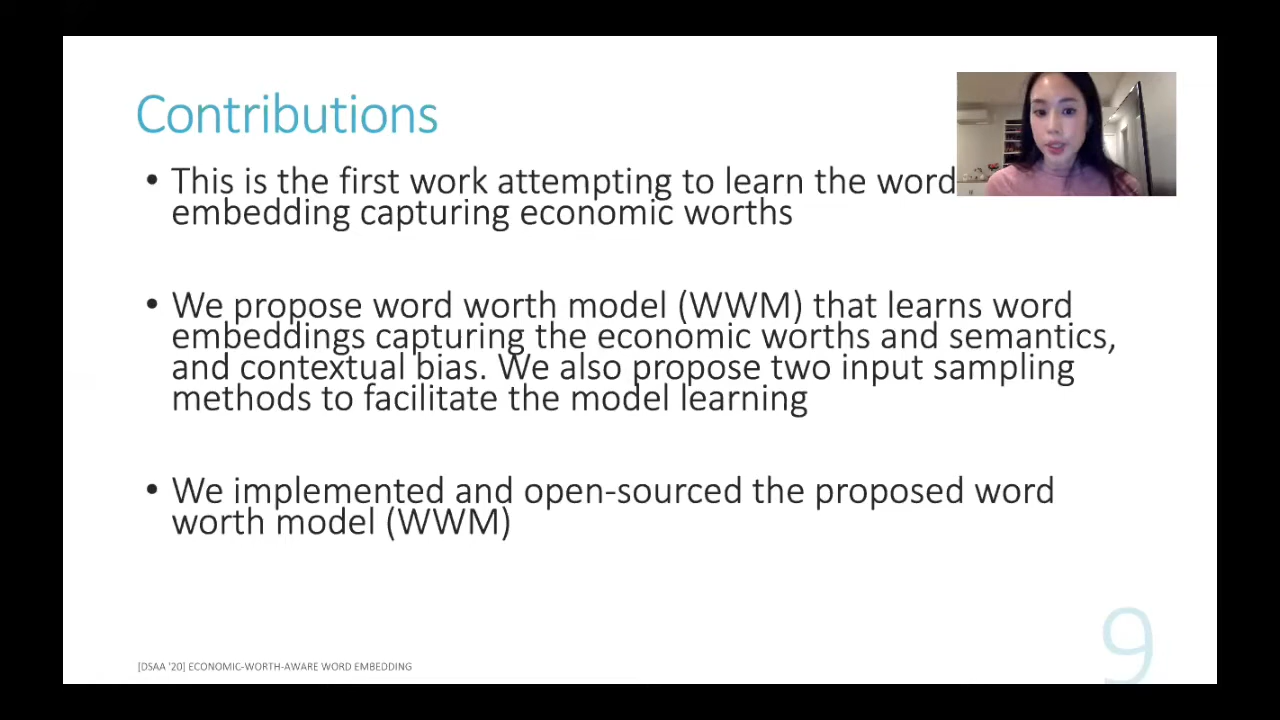 Contributions
• This is the first work attempting to learn the word
embedding capturing economic worths
• We propose word worth model (WWM) that learns word
embeddings capturing the economic worths and semantics,
and contextual bias. We also propose two input sampling
methods to facilitate the model learning
• We implemented and open-sourced the proposed word
worth model (WWM)
[DSAA '20] ECONOMIC-WORTH-AWARE WORD EMBEDDING
9